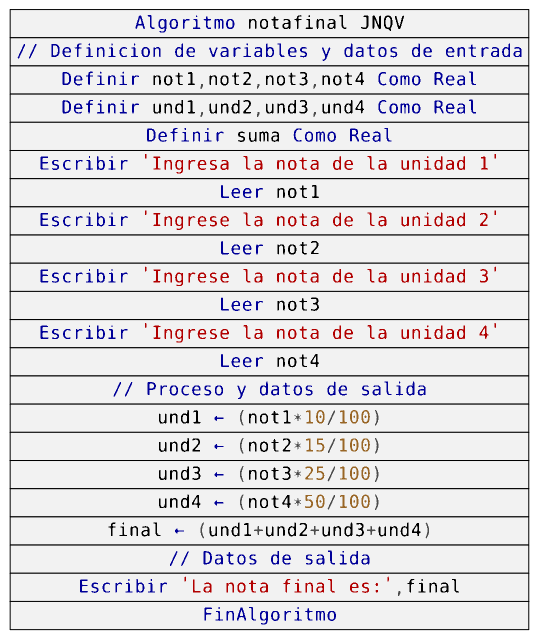 Algoritmo notafinal JNQV
// Definicion de variables y datos de entrada
Definir not1,not2,not3,not4 Como Real
Definir und1,und2,und3,und4 Como Real
Definir suma Como Real
Escribir 'Ingresa la nota de la unidad 1'
Leer not1
Escribir 'Ingrese la nota de la unidad 2'
Leer not2
Escribir 'Ingrese la nota de la unidad 3'
Leer not3
Escribir 'Ingrese la nota de la unidad 4'
Leer not4
// Proceso y datos de salida
und1 ← (not1*10/100)
und2 ← (not2*15/100)
und3 ← (not3*25/100)
und4 ← (not4*50/100)
final ← (und1+und2+und3+und4)
// Datos de salida
Escribir 'La nota final es:',final
FinAlgoritmo